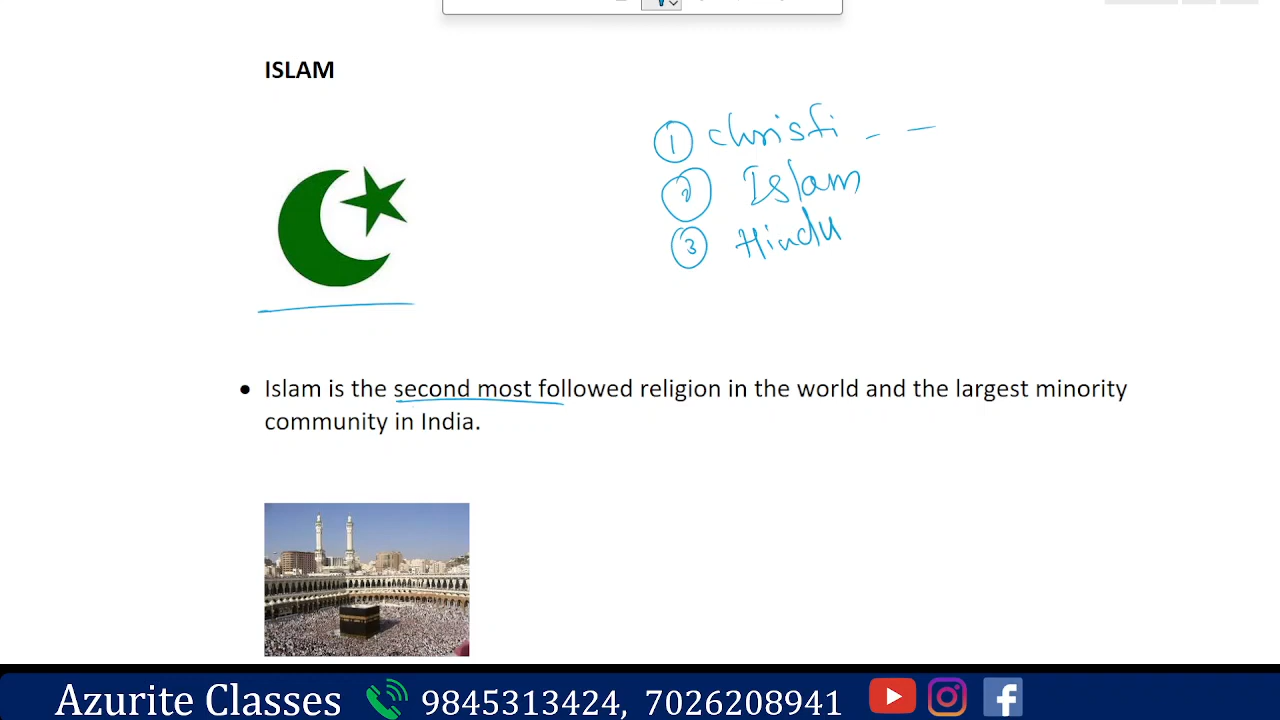 ISLAM
① christi - -
② Islam
③ Hindu
• Islam is the second most followed religion in the world and the largest minority
community in India.
Azurite Classes 9845313424, 7026208941